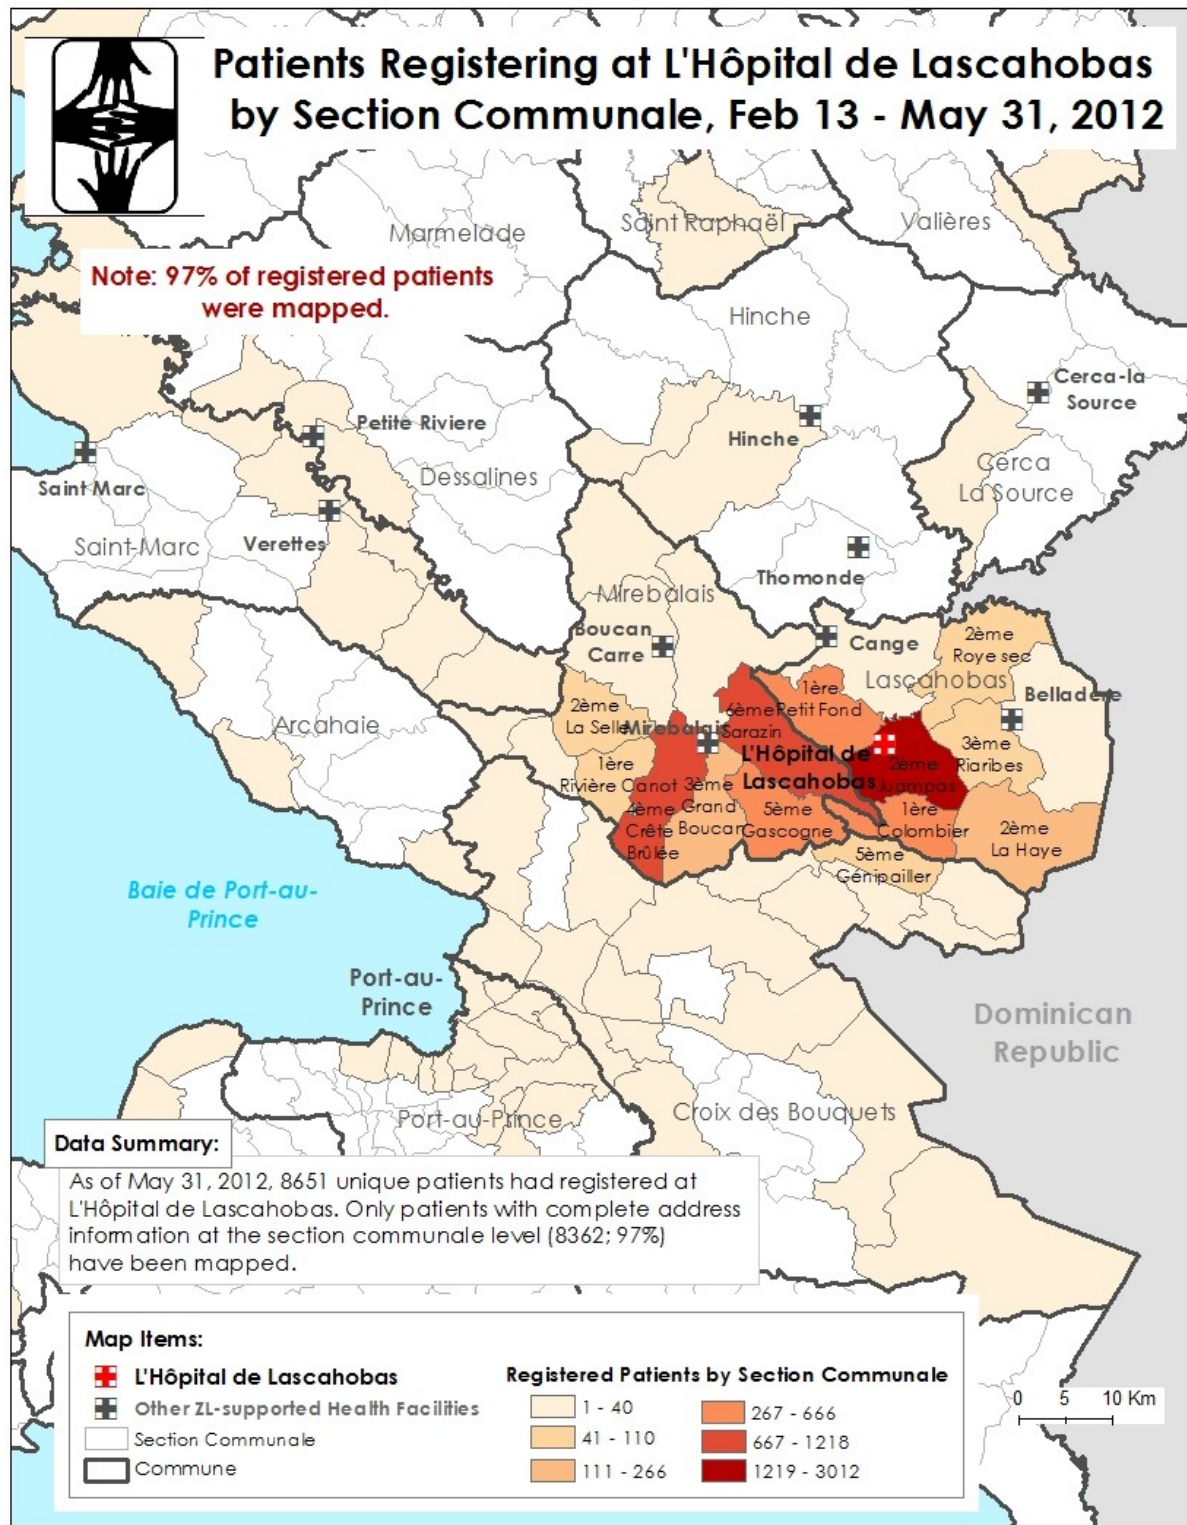 Patients Registering at L'Hôpital de Lascahobas
by Section Communale, Feb 13 - May 31, 2012
Note: 97% of registered patients
were mapped.
Marmelade
Saint Raphaël
Valières
Hinche
Cerca-la
Source
Petite Riviere
Hinche
Saint Marc
Dessalines
Cerca
La Source
Saint-Marc
Verettes
Thomonde
Mirebalais
Boucan
Carre
Cange
2ème
Roye sec
Lascahobas
Belladere
1ère
Petit Fond
2ème
La Selle
Mirebalais
6ème
Sarazin
Arcahaie
L'Hôpital de
Lascahobas
3ème
Riaribes
1ère
Rivière Canot
3ème
Grand
Boucan
2ème
Juampas
4ème
Crête
Brûlée
5ème
Gascogne
1ère
Colombier
2ème
La Haye
5ème
Génipailler
Baie de Port-au-
Prince
Port-au-
Prince
Dominican
Republic
Port-au-Prince
Croix des Bouquets
Data Summary:
As of May 31, 2012, 8651 unique patients had registered at
L'Hôpital de Lascahobas. Only patients with complete address
information at the section communale level (8362; 97%)
have been mapped.
Map Items:
L'Hôpital de Lascahobas
Other ZL-supported Health Facilities
Section Communale
Commune
Registered Patients by Section Communale
1 - 40
41 - 110
111 - 266
267 - 666
667 - 1218
1219 - 3012
0 5 10 Km